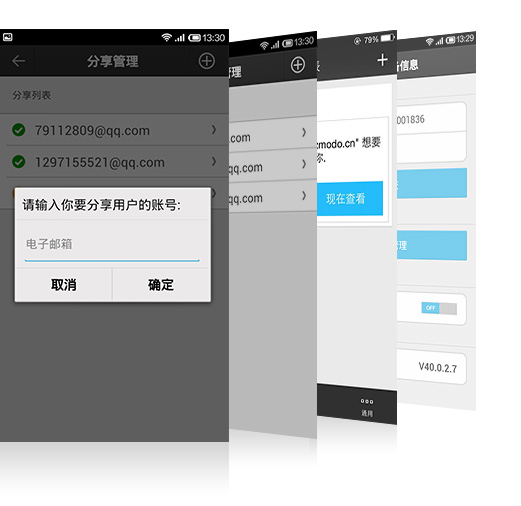 13:30
分享管理
分享列表
79112809@qq.com
1297155521@qq.com
请输入你要分享用户的账号:
电子邮箱
取消
确定
13:30
管理
com
qq.com
qq.com
79%
cmodo.cn" 想要
你.
现在查看
通用
13:29
信息
001836
管理
OFF
V40.0.2.7